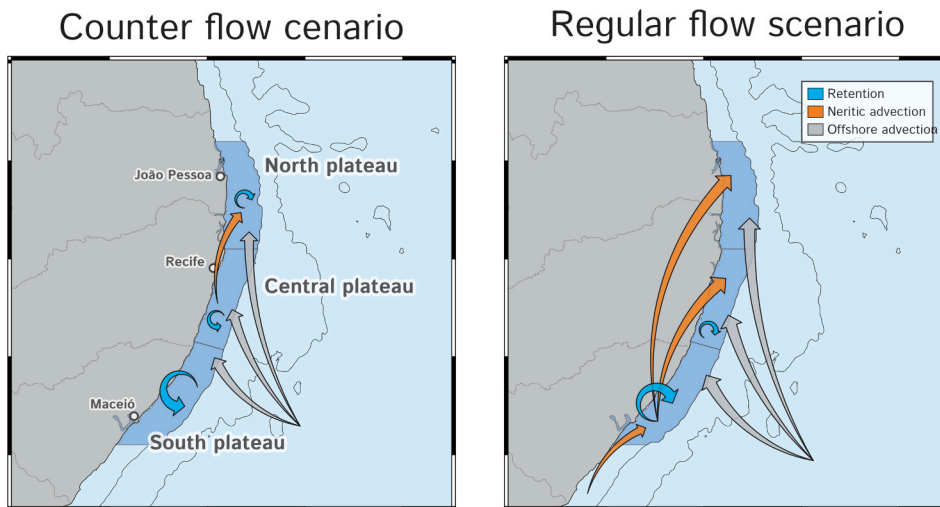 Counter flow cenario
Regular flow scenario
Retention
Neritic advection
Offshore advection
João Pessoa
North plateau
Recife
Central plateau
Maceió
South plateau